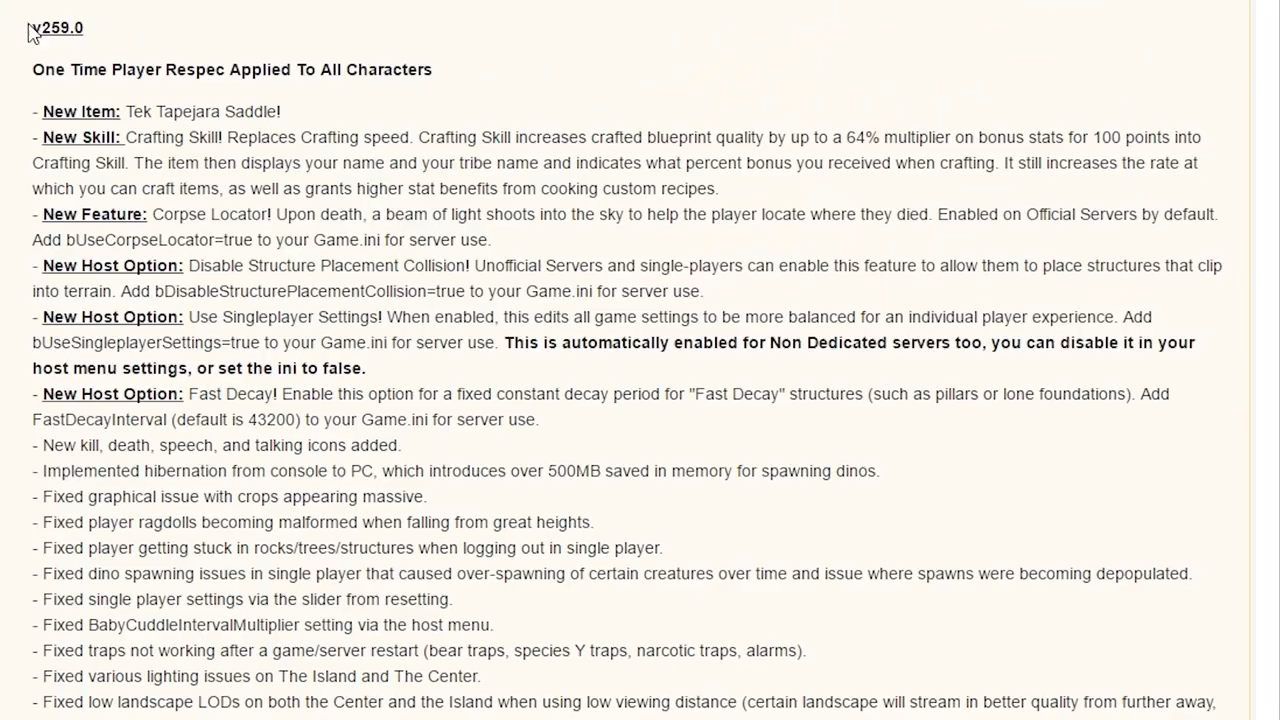 v259.0
One Time Player Respec Applied To All Characters
- New Item: Tek Tapejara Saddle!
- New Skill: Crafting Skill! Replaces Crafting speed. Crafting Skill increases crafted blueprint quality by up to a 64% multiplier on bonus stats for 100 points into
Crafting Skill. The item then displays your name and your tribe name and indicates what percent bonus you received when crafting. It still increases the rate at
which you can craft items, as well as grants higher stat benefits from cooking custom recipes.
- New Feature: Corpse Locator! Upon death, a beam of light shoots into the sky to help the player locate where they died. Enabled on Official Servers by default.
Add bUseCorpseLocator=true to your Game.ini for server use.
- New Host Option: Disable Structure Placement Collision! Unofficial Servers and single-players can enable this feature to allow them to place structures that clip
into terrain. Add bDisableStructurePlacementCollision=true to your Game.ini for server use.
- New Host Option: Use Singleplayer Settings! When enabled, this edits all game settings to be more balanced for an individual player experience. Add
bUseSingleplayerSettings=true to your Game.ini for server use. This is automatically enabled for Non Dedicated servers too, you can disable it in your
host menu settings, or set the ini to false.
- New Host Option: Fast Decay! Enable this option for a fixed constant decay period for "Fast Decay" structures (such as pillars or lone foundations). Add
FastDecayInterval (default is 43200) to your Game.ini for server use.
- New kill, death, speech, and talking icons added.
- Implemented hibernation from console to PC, which introduces over 500MB saved in memory for spawning dinos.
- Fixed graphical issue with crops appearing massive.
- Fixed player ragdolls becoming malformed when falling from great heights.
- Fixed player getting stuck in rocks/trees/structures when logging out in single player.
- Fixed dino spawning issues in single player that caused over-spawning of certain creatures over time and issue where spawns were becoming depopulated.
- Fixed single player settings via the slider from resetting.
- Fixed BabyCuddleIntervalMultiplier setting via the host menu.
- Fixed traps not working after a game/server restart (bear traps, species Y traps, narcotic traps, alarms).
- Fixed various lighting issues on The Island and The Center.
- Fixed low landscape LODs on both the Center and the Island when using low viewing distance (certain landscape will stream in better quality from further away,